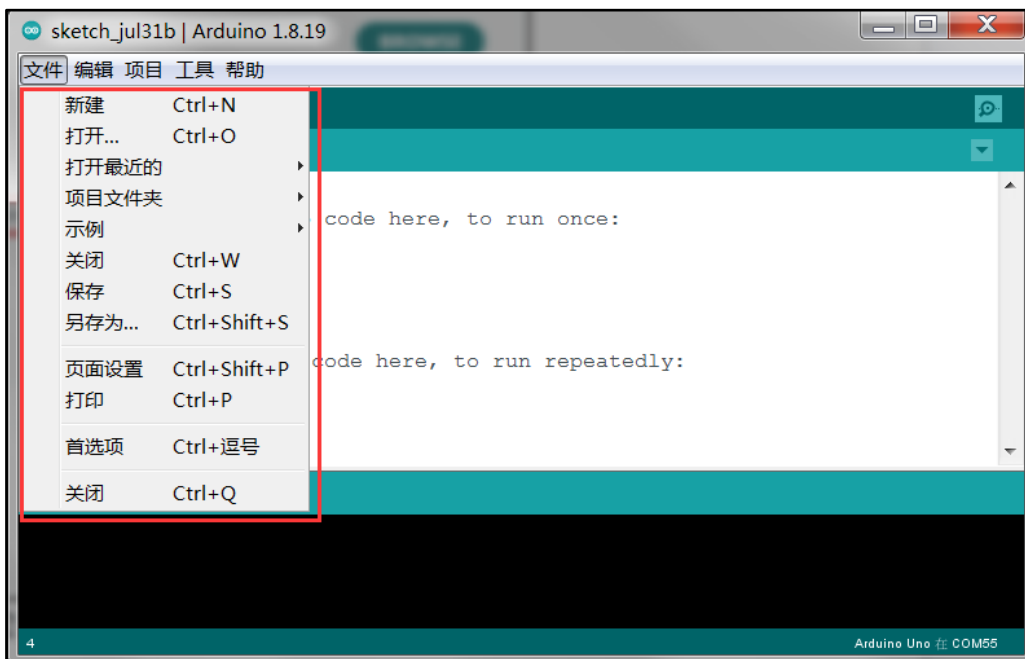 sketch_jul31b | Arduino 1.8.19
文件 编辑 项目 工具 帮助
新建 Ctrl+N
打开... Ctrl+O
打开最近的
项目文件夹
示例
code here, to run once:
关闭 Ctrl+W
保存 Ctrl+S
另存为... Ctrl+Shift+S
页面设置 Ctrl+Shift+P
code here, to run repeatedly:
打印 Ctrl+P
首选项 Ctrl+逗号
关闭 Ctrl+Q
4
Arduino Uno 在 COM55